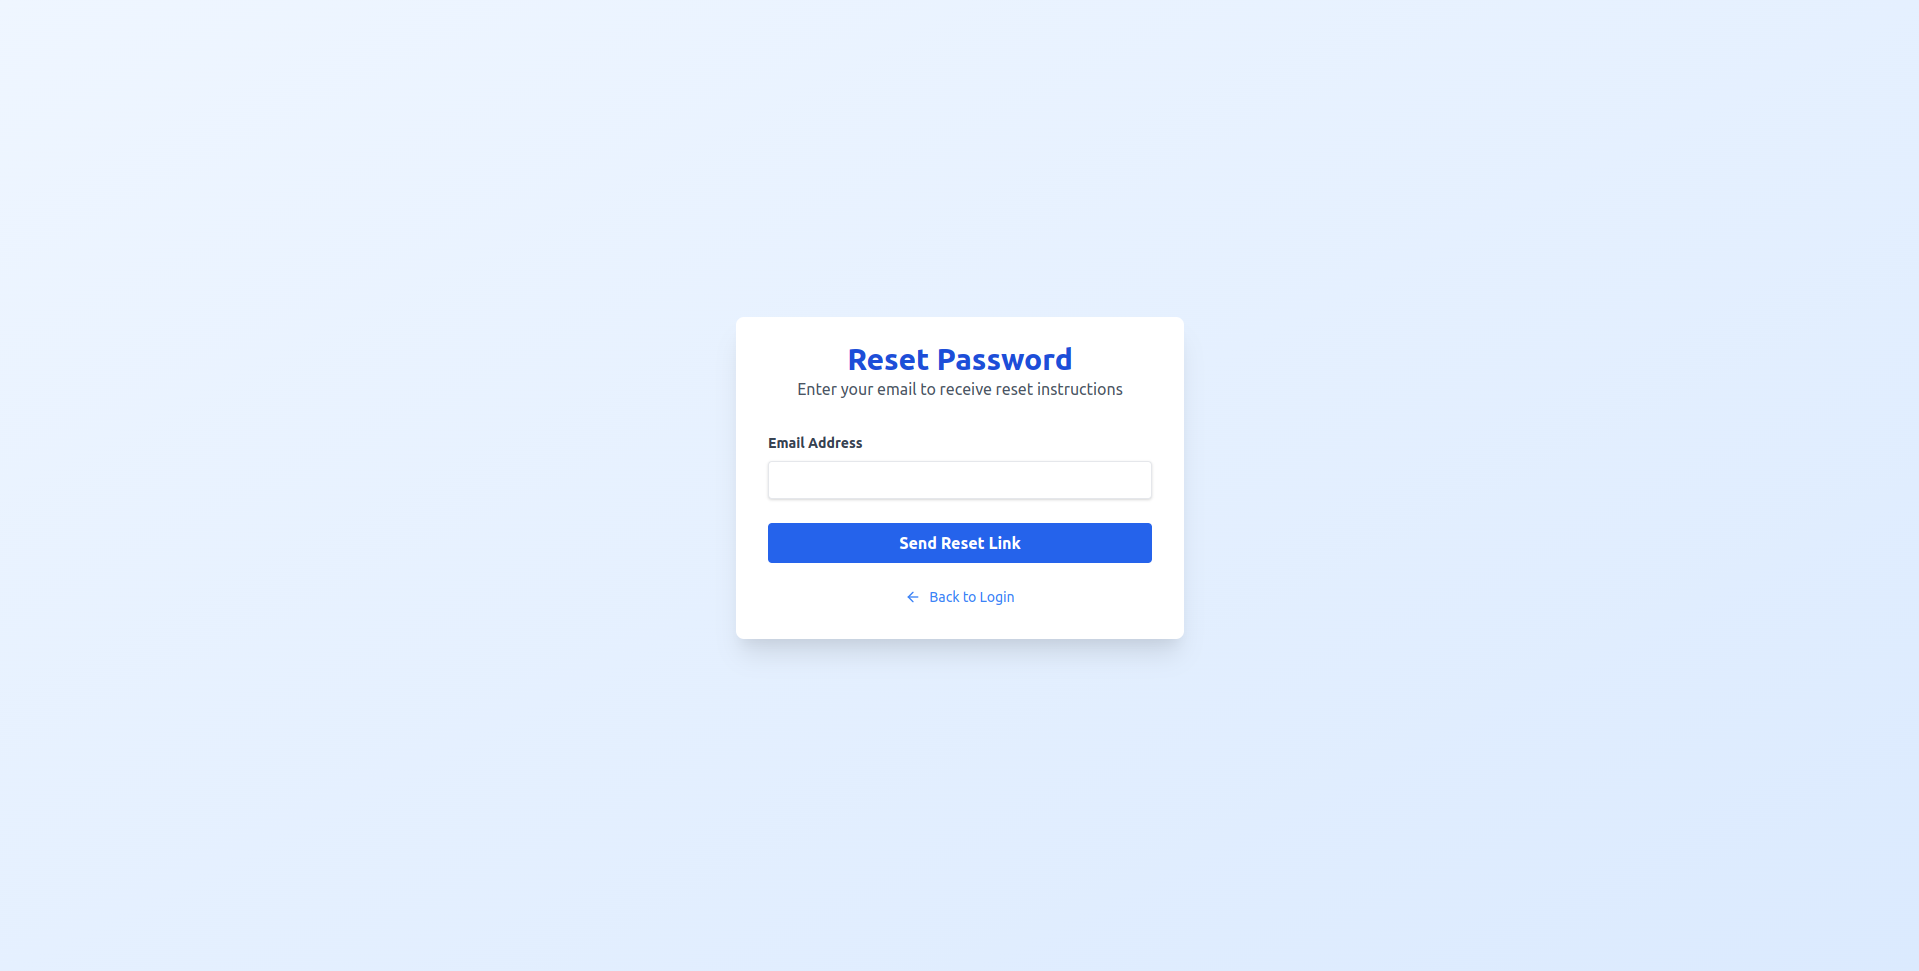 Reset Password
Enter your email to receive reset instructions
Email Address
Send Reset Link
Back to Login